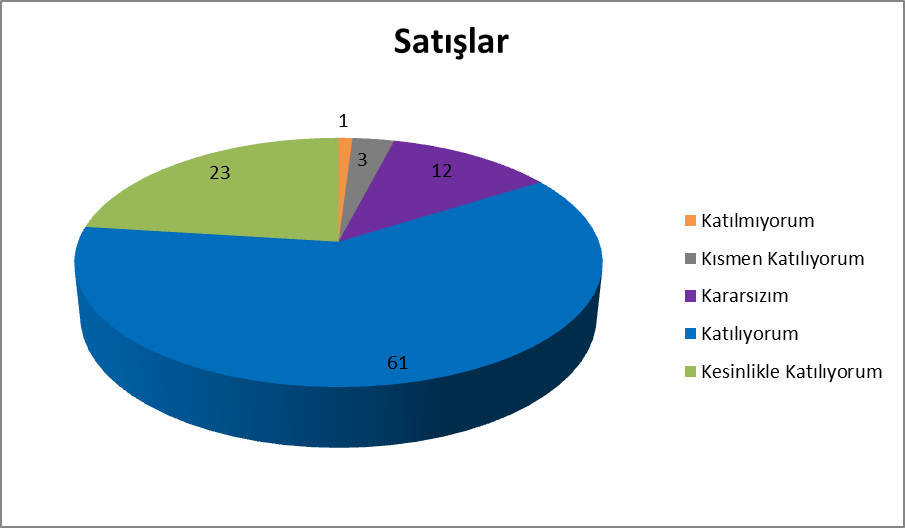 Satışlar
1
3
12
23
61
Katılmıyorum
Kısmen Katılıyorum
Kararsızım
Katılıyorum
Kesinlikle Katılıyorum